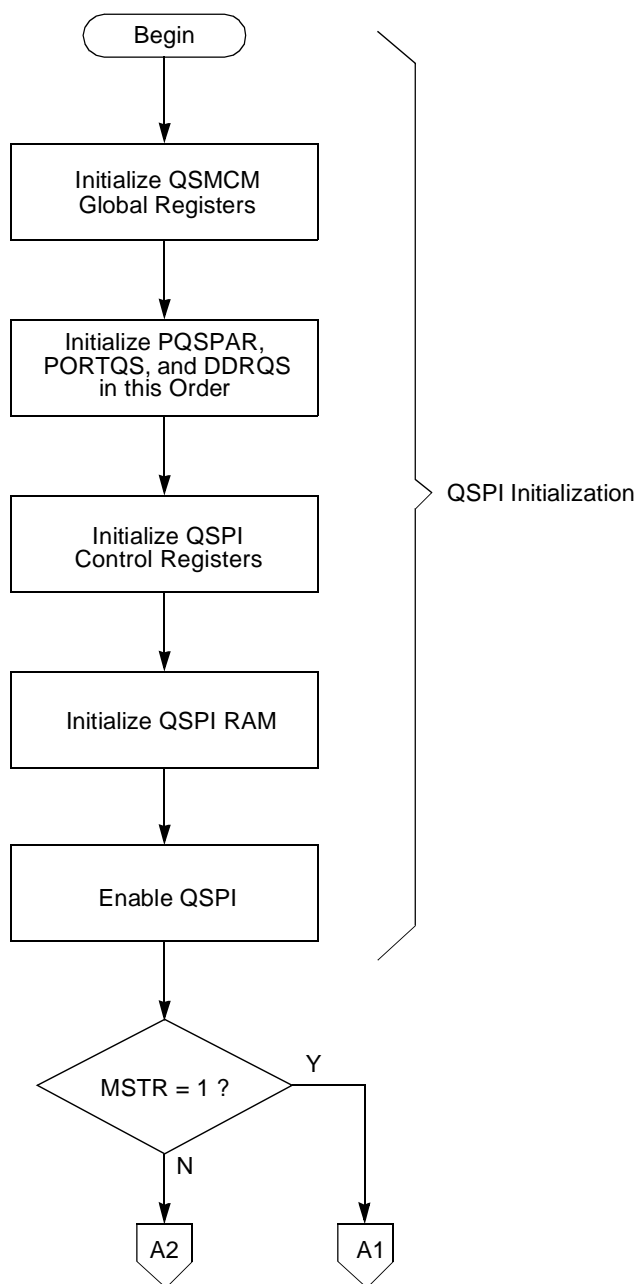 Begin
Initialize QSMCM
Global Registers
Initialize PQSPAR,
PORTQS, and DDRQS
in this Order
QSPI Initialization
Initialize QSPI
Control Registers
Initialize QSPI RAM
Enable QSPI
MSTR = 1 ?
Y
N
A2
A1